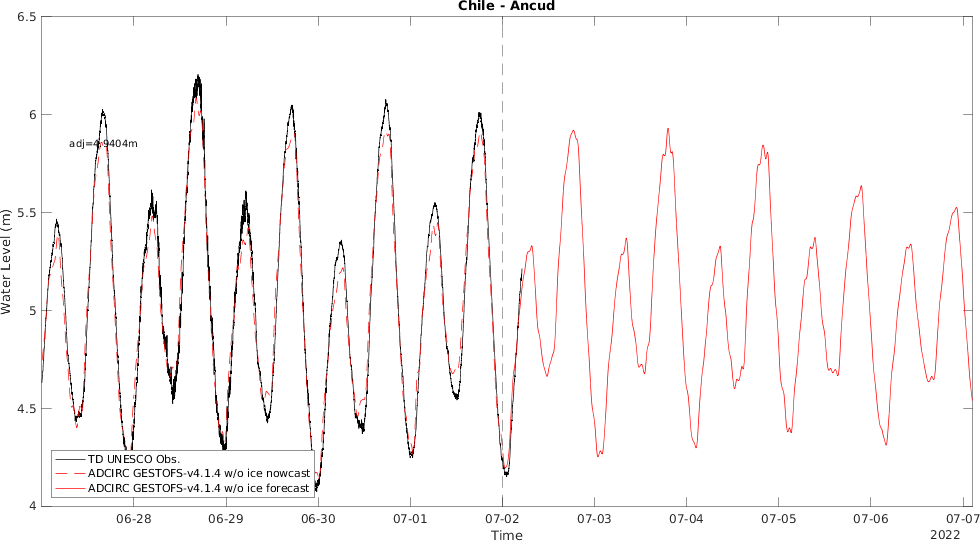 Chile - Ancud
6.5
6
5.5
5
4.5
4
Water Level (m)
adj=4.9404m
TD UNESCO Obs.
ADCIRC GESTOFS-v4.1.4 w/o ice nowcast
ADCIRC GESTOFS-v4.1.4 w/o ice forecast
06-28 06-29 06-30 07-01 07-02 07-03 07-04 07-05 07-06 07-07
Time
2022